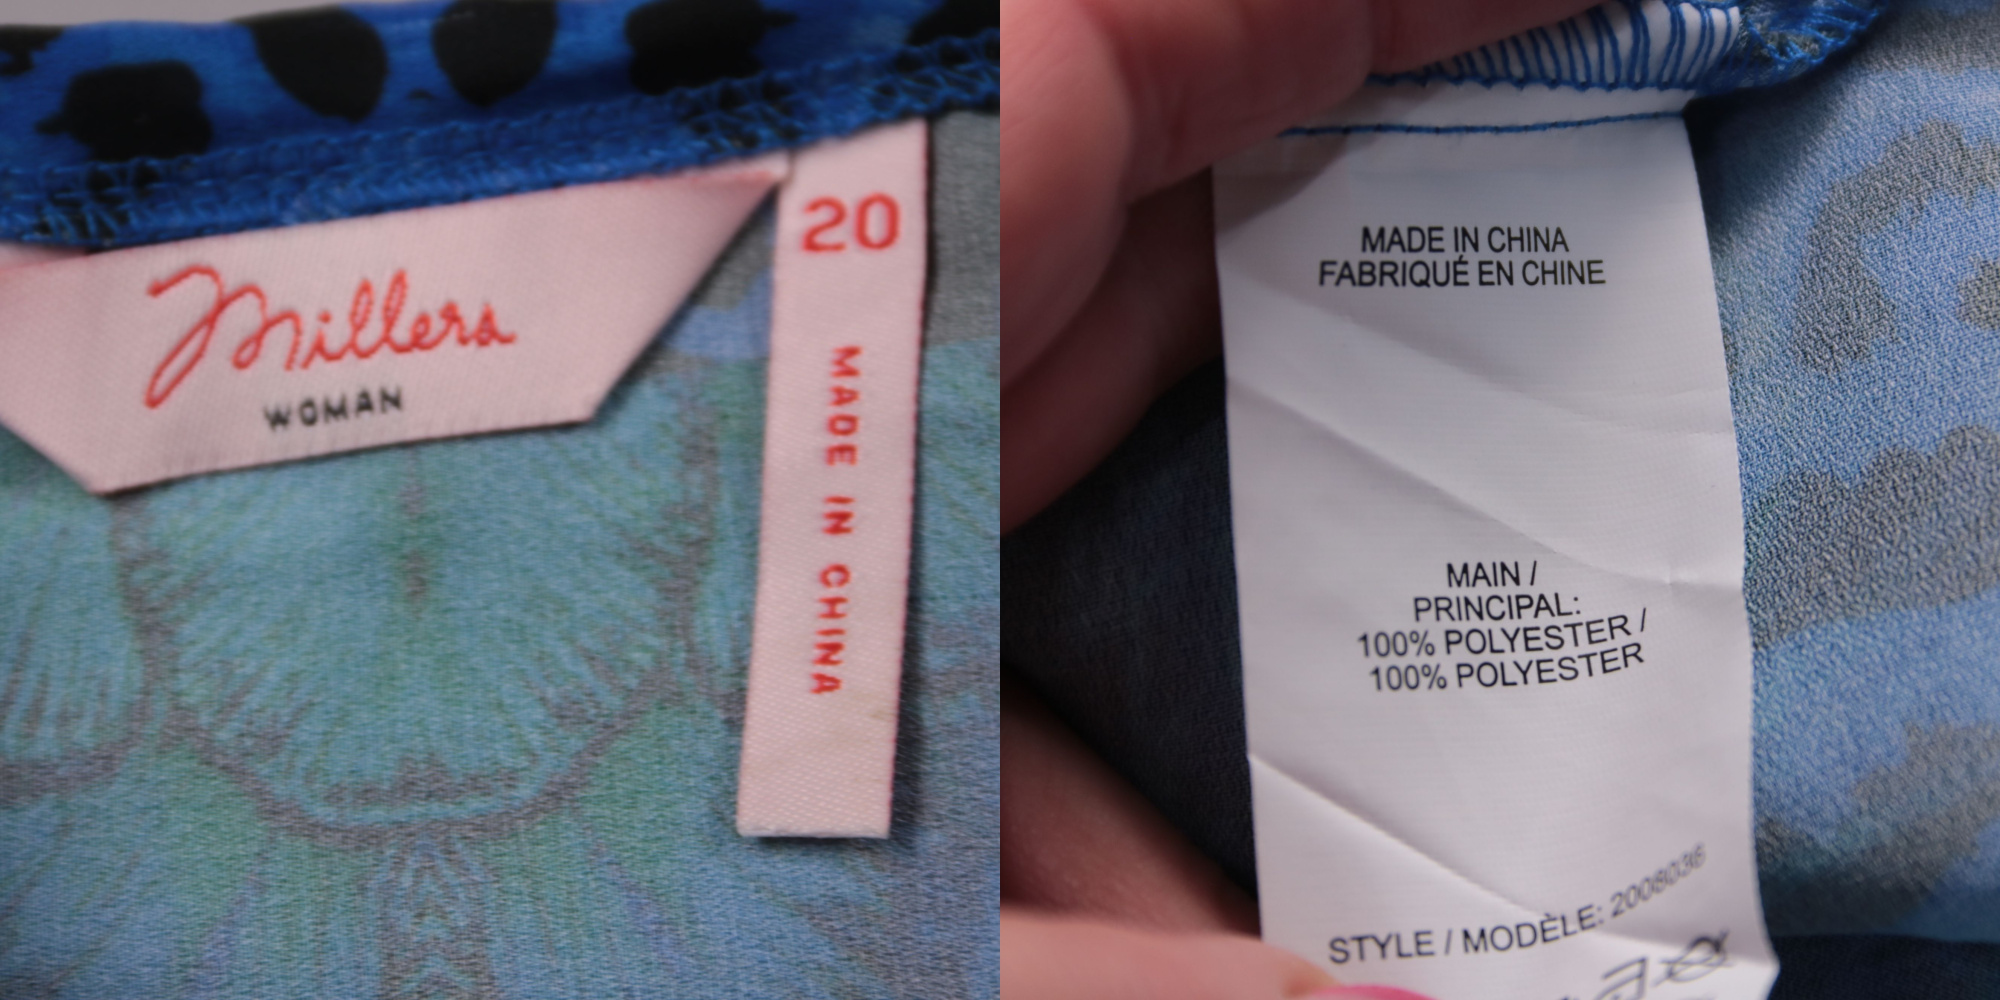 Millers
WOMAN
20
MADE IN CHINA
MADE IN CHINA
FABRIQUÉ EN CHINE
MAIN /
PRINCIPAL:
100% POLYESTER /
100% POLYESTER
STYLE / MODÈLE: 2008036